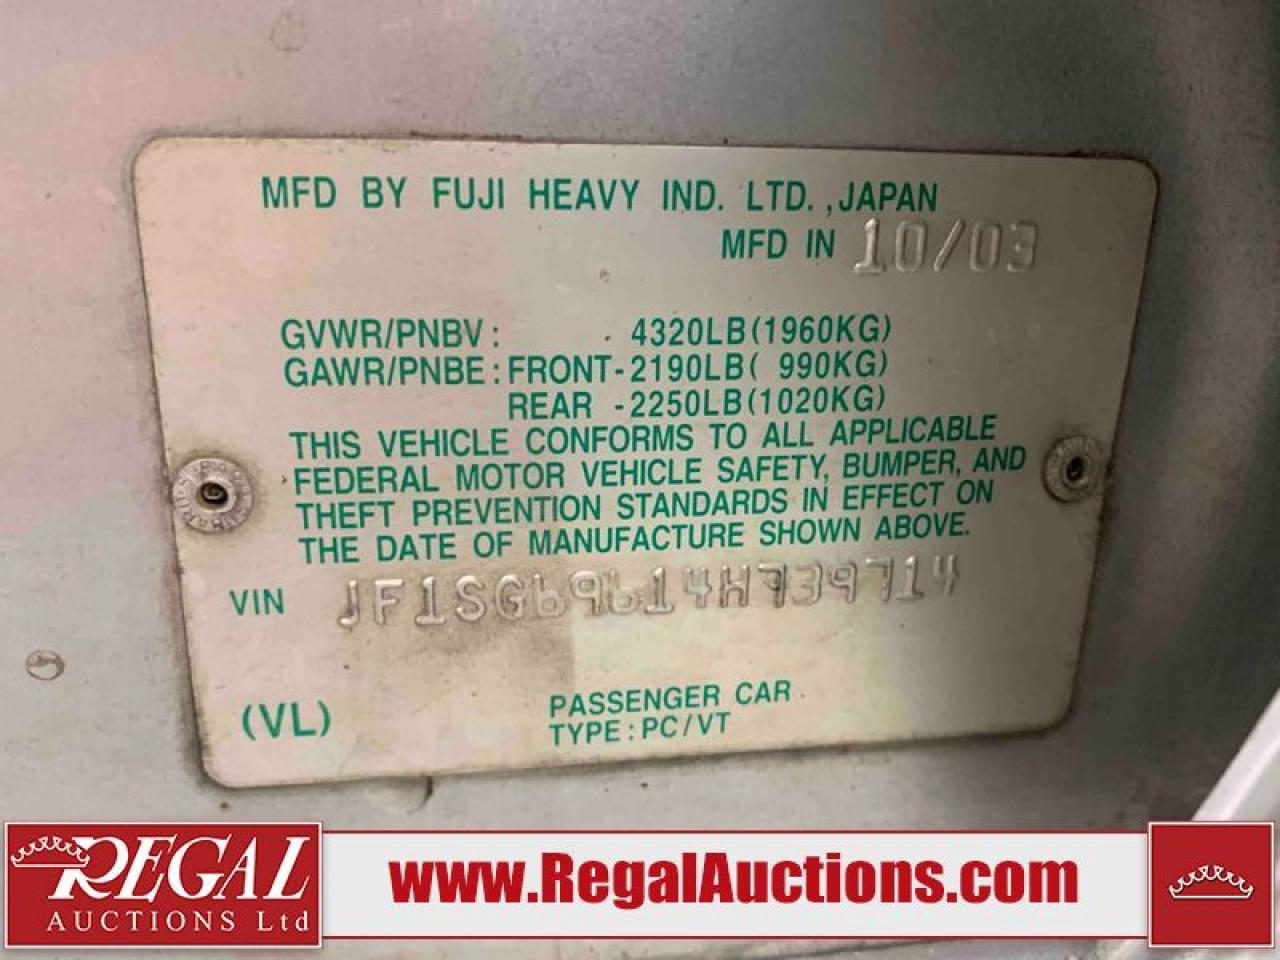 MFD BY FUJI HEAVY IND. LTD. , JAPAN
MFD IN 10/03
GVWR/PNBV : 4320LB(1960KG)
GAWR/PNBE : FRONT-2190LB( 990KG)
REAR -2250LB(1020KG)
THIS VEHICLE CONFORMS TO ALL APPLICABLE
FEDERAL MOTOR VEHICLE SAFETY, BUMPER, AND
THEFT PREVENTION STANDARDS IN EFFECT ON
THE DATE OF MANUFACTURE SHOWN ABOVE.
VIN JF1SG69614H739714
(VL)
PASSENGER CAR
TYPE : PC/VT
REGAL
AUCTIONS Ltd
www.RegalAuctions.com